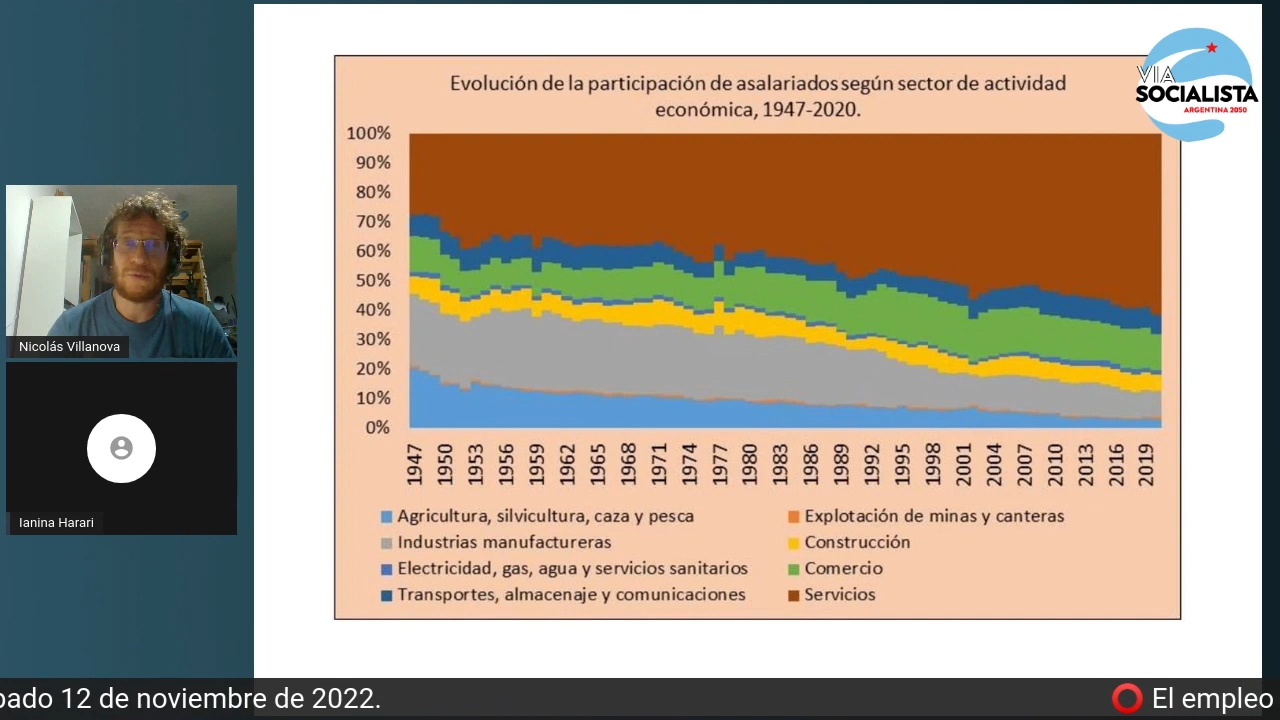 Evolución de la participación de asalariados según sector de actividad
económica, 1947-2020.
VIA
SOCIALISTA
ARGENTINA 2050
100%
90%
80%
70%
60%
50%
40%
30%
20%
10%
0%
1947
1950
1953
1956
1959
1962
1965
1968
1971
1974
1977
1980
1983
1986
1989
1992
1995
1998
2001
2004
2007
2010
2013
2016
2019
Agricultura, silvicultura, caza y pesca
Explotación de minas y canteras
Industrias manufactureras
Construcción
Electricidad, gas, agua y servicios sanitarios
Comercio
Transportes, almacenaje y comunicaciones
Servicios
Nicolás Villanova
Ianina Harari
bado 12 de noviembre de 2022.
El empleo